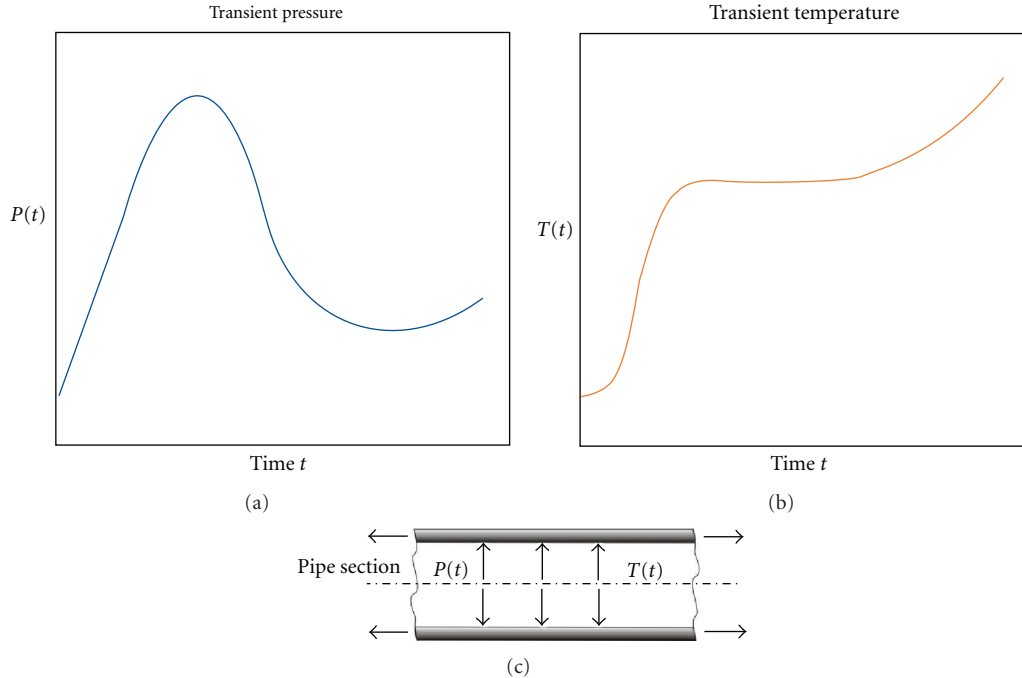 Transient pressure
P(t)
Time t
(a)
Transient temperature
T(t)
Time t
(b)
Pipe section
P(t)
T(t)
(c)